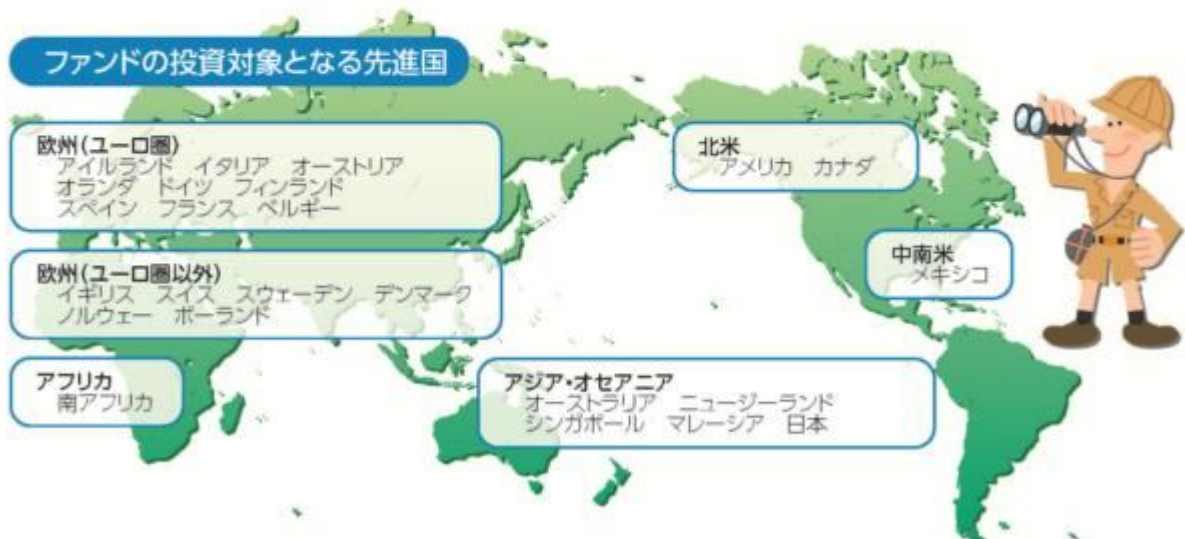 ファンドの投資対象となる先進国
欧州(ユーロ圏)
アイルランド イタリア オーストリア
オランダ ドイツ フィンランド
スペイン フランス ベルギー
欧州(ユーロ圏以外)
イギリス スイス スウェーデン デンマーク
ノルウェー ポーランド
アフリカ
南アフリカ
北米
アメリカ カナダ
中南米
メキシコ
アジア・オセアニア
オーストラリア ニュージーランド
シンガポール マレーシア 日本